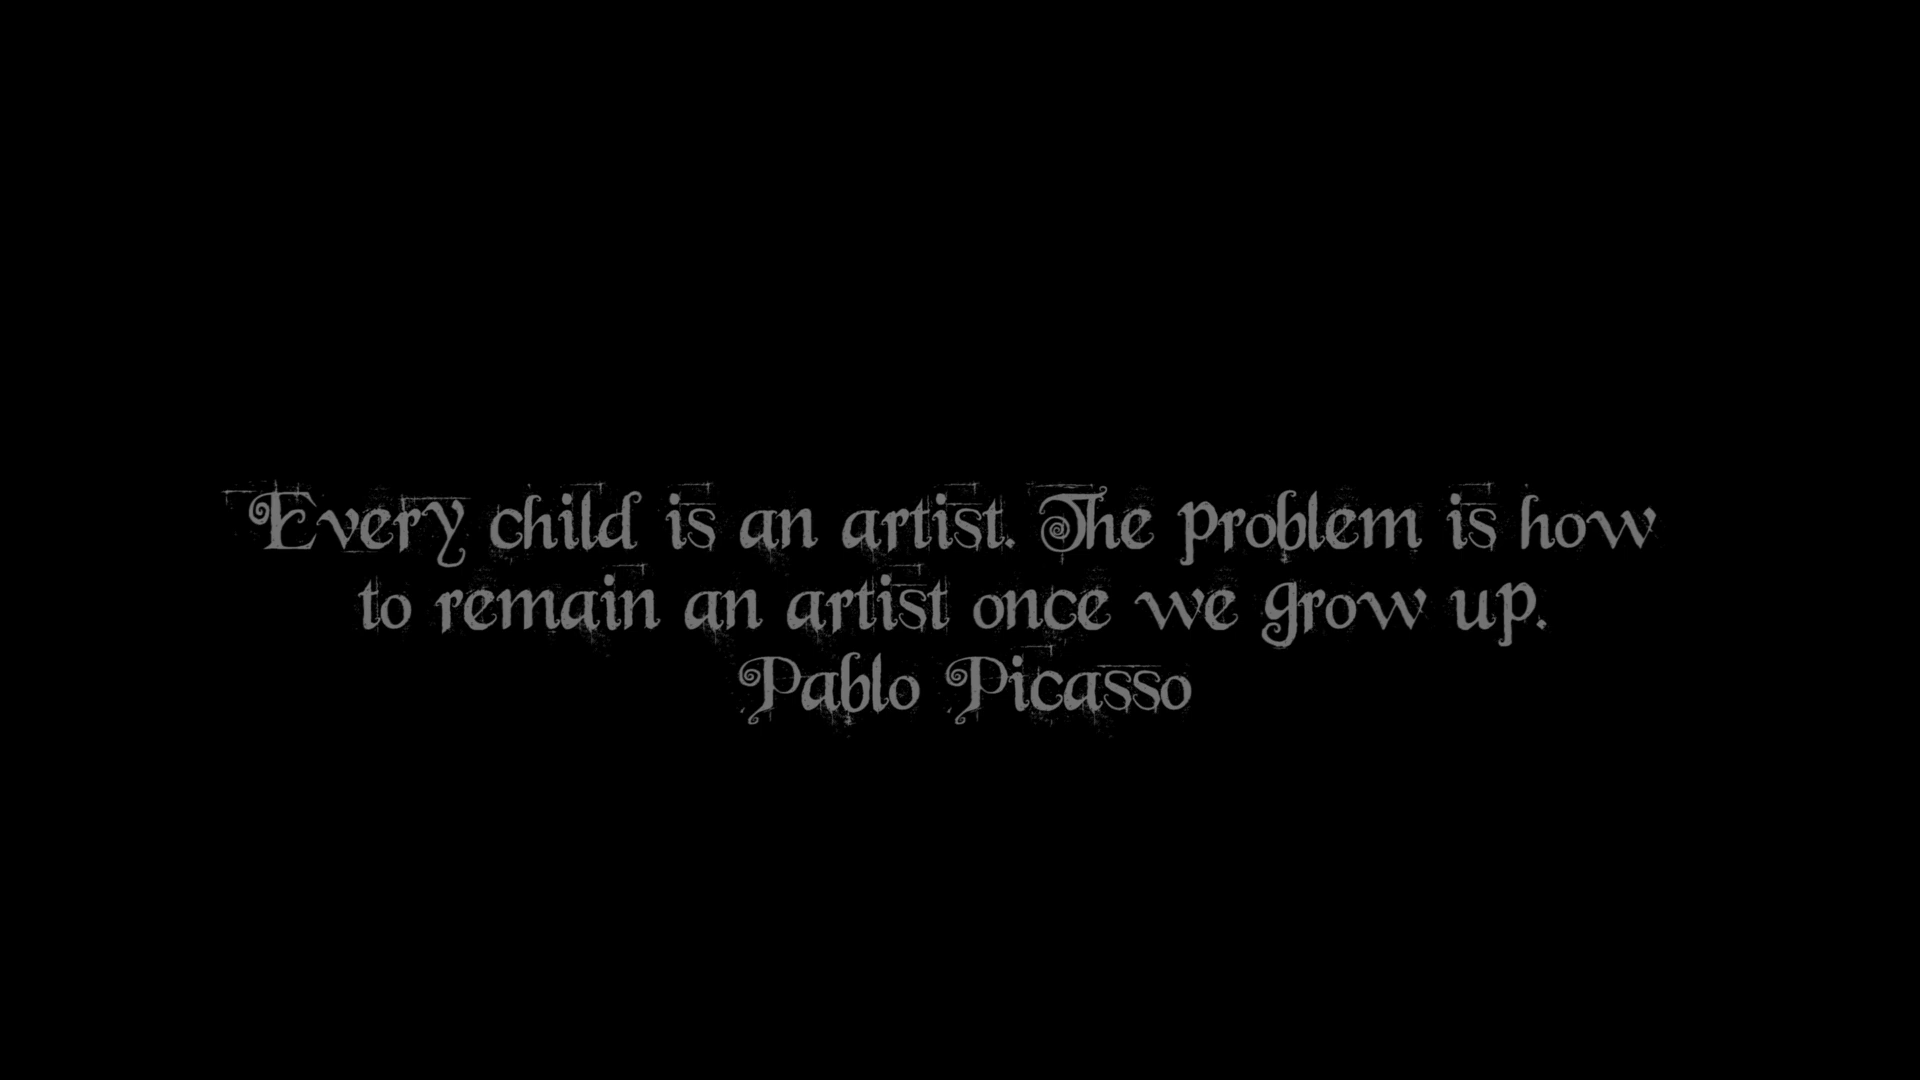 Every child is an artist. The problem is how
to remain an artist once we grow up.
Pablo Picasso